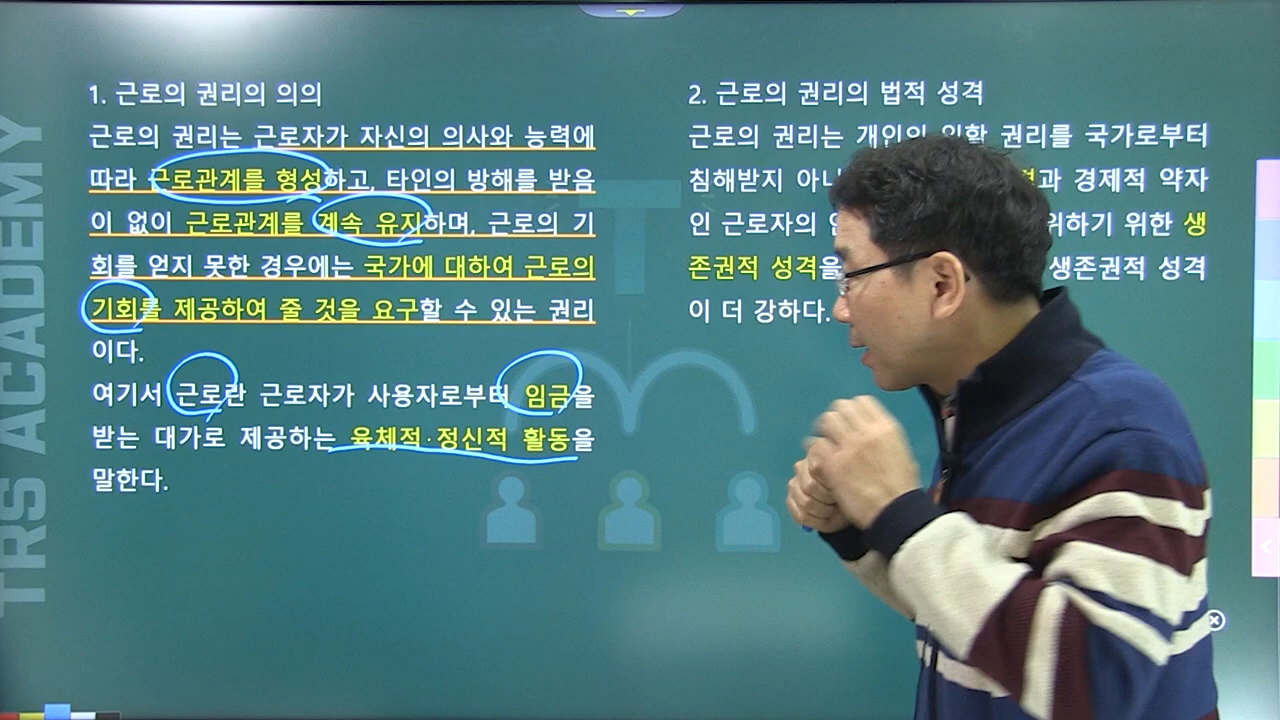 1. 근로의 권리의 의의
근로의 권리는 근로자가 자신의 의사와 능력에
따라 근로관계를 형성하고, 타인의 방해를 받음
이 없이 근로관계를 계속 유지하며, 근로의 기
회를 얻지 못한 경우에는 국가에 대하여 근로의
기회를 제공하여 줄 것을 요구할 수 있는 권리
이다.
여기서 근로란 근로자가 사용자로부터 임금을
받는 대가로 제공하는 육체적·정신적 활동을
말한다.
2. 근로의 권리의 법적 성격
근로의 권리는 개인의 일할 권리를 국가로부터
침해받지 아니 과 경제적 약자
인 근로자의 위하기 위한 생
존권적 성격을 생존권적 성격
이 더 강하다.
TRS ACADEMY